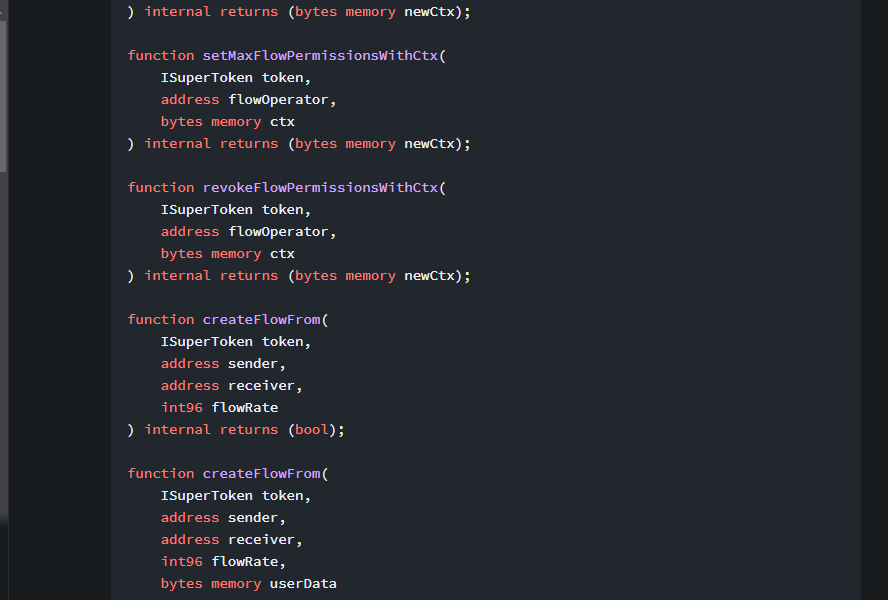 ) internal returns (bytes memory newCtx);
function setMaxFlowPermissionsWithCtx(
ISuperToken token,
address flowOperator,
bytes memory ctx
) internal returns (bytes memory newCtx);
function revokeFlowPermissionsWithCtx(
ISuperToken token,
address flowOperator,
bytes memory ctx
) internal returns (bytes memory newCtx);
function createFlowFrom(
ISuperToken token,
address sender,
address receiver,
int96 flowRate
) internal returns (bool);
function createFlowFrom(
ISuperToken token,
address sender,
address receiver,
int96 flowRate,
bytes memory userData